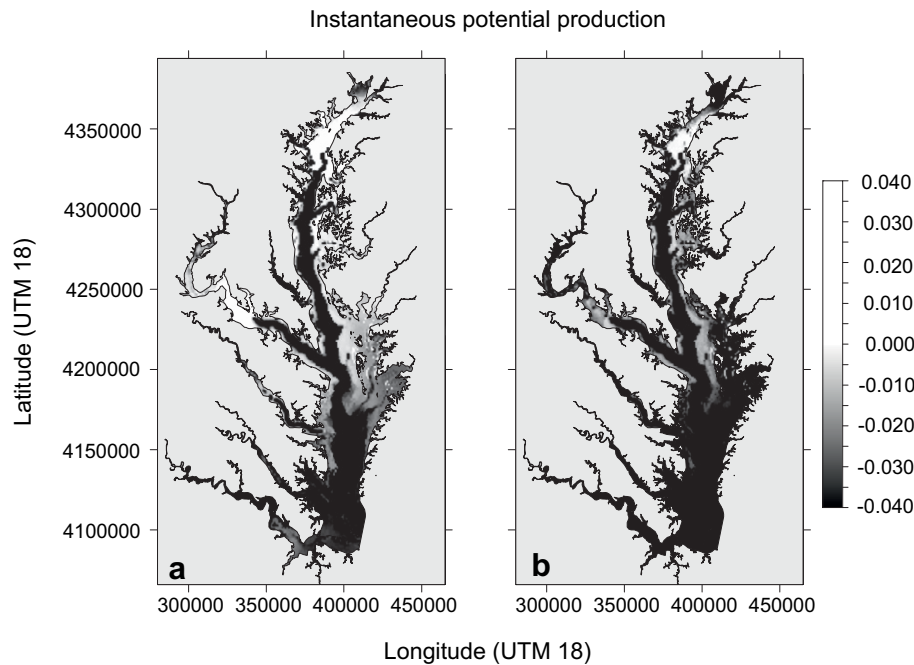 Instantaneous potential production
4350000
4300000
4250000
4200000
4150000
4100000
Latitude (UTM 18)
a
b
300000 350000 400000 450000
300000 350000 400000 450000
Longitude (UTM 18)
0.040
0.030
0.020
0.010
0.000
-0.010
-0.020
-0.030
-0.040